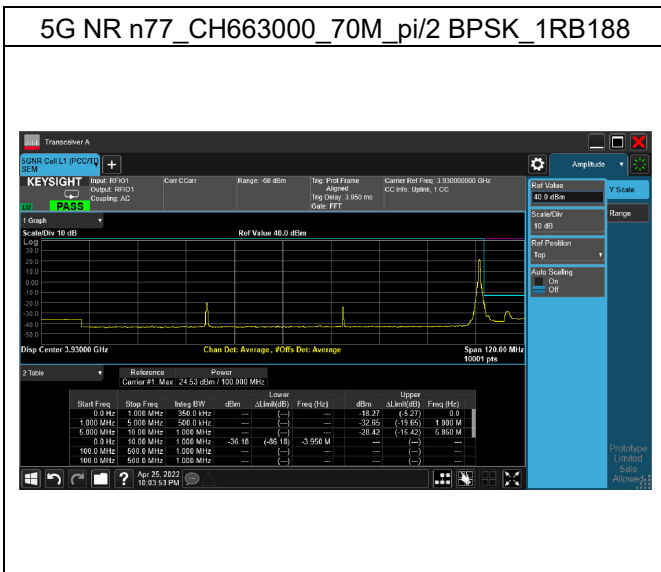 5G NR n77_CH663000_70M_pi/2 BPSK_1RB188
Transceiver A
5GNR Cell L1 (PCC/TD
SEM
+
Amplitude
KEYSIGHT
LXI
PASS
Input: RFIO1
Output: RFIO1
Coupling: AC
Corr CCorr
Range: -60 dBm
Trig: Prot Frame
Aligned
Trig Delay: 3.950 ms
Gate: FFT
Carrier Ref Freq: 3.930000000 GHz
CC Info: Uplink, 1 CC
Ref Value
40.0 dBm
Y Scale
Scale/Div
10 dB
Range
Ref Position
Top
Auto Scaling
On
Off
1 Graph
Scale/Div 10 dB
Ref Value 40.0 dBm
Log
30.0
20.0
10.0
0.00
-10.0
-20.0
-30.0
-40.0
-50.0
Disp Center 3.93000 GHz
Chan Det: Average, #Offs Det: Average
Span 120.00 MHz
10001 pts
2 Table
Reference Power
Carrier #1: Max 24.53 dBm / 100.000 MHz
Lower Upper
Start Freq Stop Freq Integ BW dBm ΔLimit(dB) Freq (Hz) dBm ΔLimit(dB) Freq (Hz)
0.0 Hz 1.000 MHz 350.0 kHz --- (---) --- -18.27 (-5.27) 0.0
1.000 MHz 5.000 MHz 500.0 kHz --- (---) --- -32.65 (-19.65) 1.000 M
5.000 MHz 10.00 MHz 1.000 MHz --- (---) --- -28.42 (-15.42) 5.850 M
0.0 Hz 10.00 MHz 1.000 MHz -36.18 (-86.18) -3.950 M --- (---) ---
100.0 MHz 500.0 MHz 1.000 MHz --- (---) --- --- (---) ---
100.0 MHz 500.0 MHz 1.000 MHz --- (---) --- --- (---) ---
Prototype
Limited
Sale
Allowed
?
Apr 25, 2022
10:03:53 PM